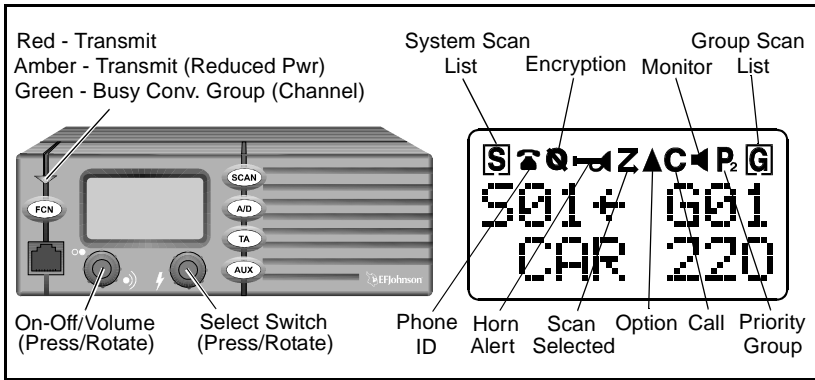 Red - Transmit
Amber - Transmit (Reduced Pwr)
Green - Busy Conv. Group (Channel)
FCN
SCAN
A/D
TA
AUX
EFJohnson
On-Off/Volume
(Press/Rotate)
Select Switch
(Press/Rotate)
System Scan
List
Encryption
Monitor
Group Scan
List
S Z C P2 G
S01+ G01
CAR 220
Phone
ID
Horn
Alert
Scan
Selected
Option
Call
Priority
Group